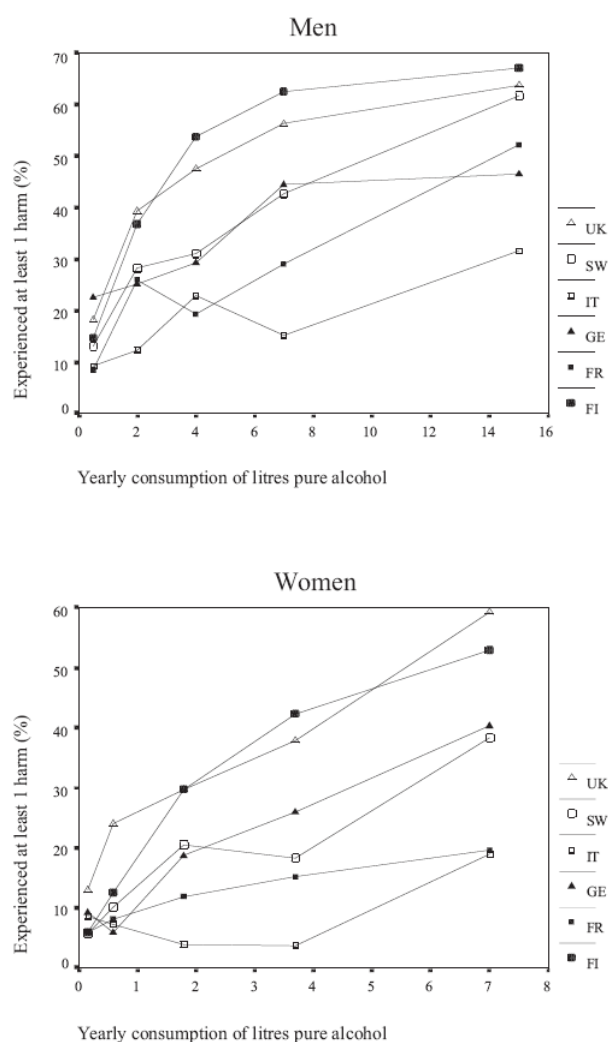 Men
70
60
50
40
30
20
10
0
Experienced at least 1 harm (%)
0 2 4 6 8 10 12 14 16
Yearly consumption of litres pure alcohol
UK
SW
IT
GE
FR
FI
Women
60
50
40
30
20
10
0
Experienced at least 1 harm (%)
0 1 2 3 4 5 6 7 8
Yearly consumption of litres pure alcohol
UK
SW
IT
GE
FR
FI